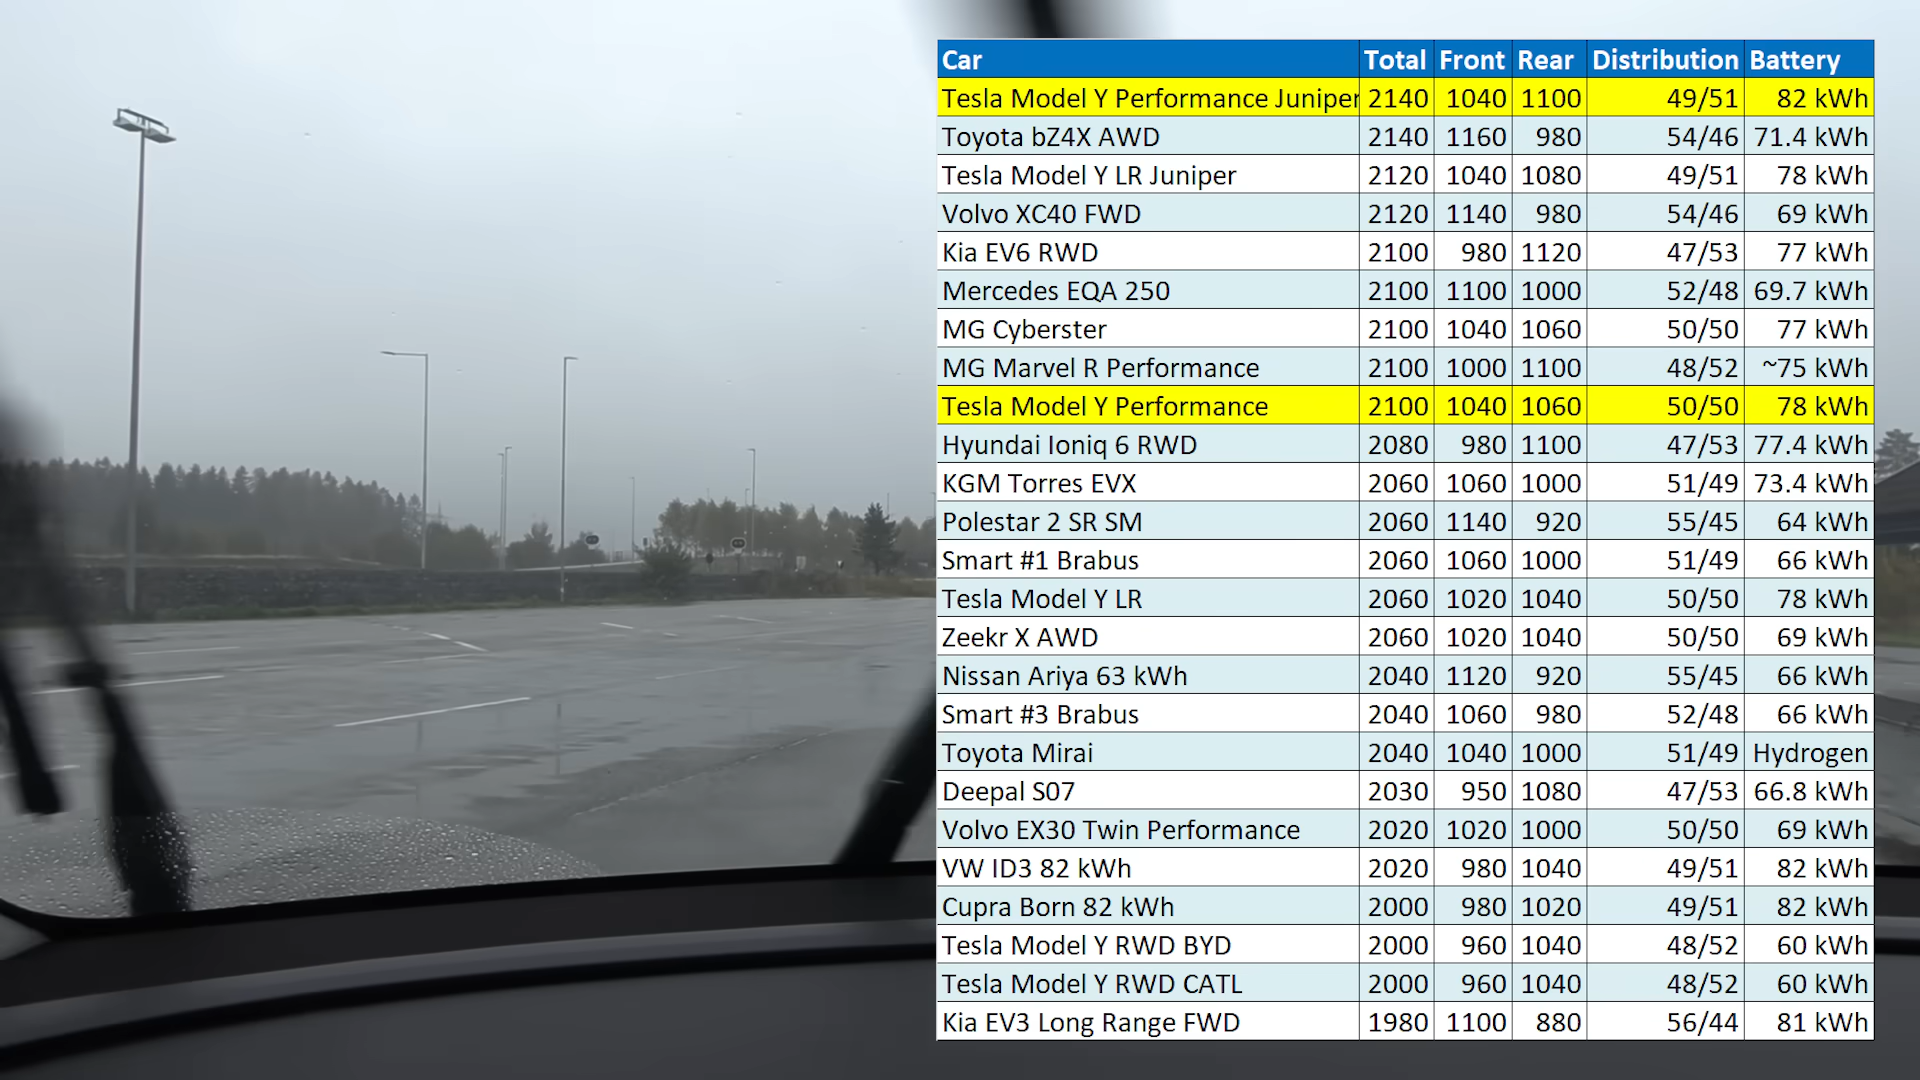 Car Total Front Rear Distribution Battery
Tesla Model Y Performance Juniper 2140 1040 1100 49/51 82 kWh
Toyota bZ4X AWD 2140 1160 980 54/46 71.4 kWh
Tesla Model Y LR Juniper 2120 1040 1080 49/51 78 kWh
Volvo XC40 FWD 2120 1140 980 54/46 69 kWh
Kia EV6 RWD 2100 980 1120 47/53 77 kWh
Mercedes EQA 250 2100 1100 1000 52/48 69.7 kWh
MG Cyberster 2100 1040 1060 50/50 77 kWh
MG Marvel R Performance 2100 1000 1100 48/52 ~75 kWh
Tesla Model Y Performance 2100 1040 1060 50/50 78 kWh
Hyundai Ioniq 6 RWD 2080 980 1100 47/53 77.4 kWh
KGM Torres EVX 2060 1060 1000 51/49 73.4 kWh
Polestar 2 SR SM 2060 1140 920 55/45 64 kWh
Smart #1 Brabus 2060 1060 1000 51/49 66 kWh
Tesla Model Y LR 2060 1020 1040 50/50 78 kWh
Zeekr X AWD 2060 1020 1040 50/50 69 kWh
Nissan Ariya 63 kWh 2040 1120 920 55/45 66 kWh
Smart #3 Brabus 2040 1060 980 52/48 66 kWh
Toyota Mirai 2040 1040 1000 51/49 Hydrogen
Deepal S07 2030 950 1080 47/53 66.8 kWh
Volvo EX30 Twin Performance 2020 1020 1000 50/50 69 kWh
VW ID3 82 kWh 2020 980 1040 49/51 82 kWh
Cupra Born 82 kWh 2000 980 1020 49/51 82 kWh
Tesla Model Y RWD BYD 2000 960 1040 48/52 60 kWh
Tesla Model Y RWD CATL 2000 960 1040 48/52 60 kWh
Kia EV3 Long Range FWD 1980 1100 880 56/44 81 kWh